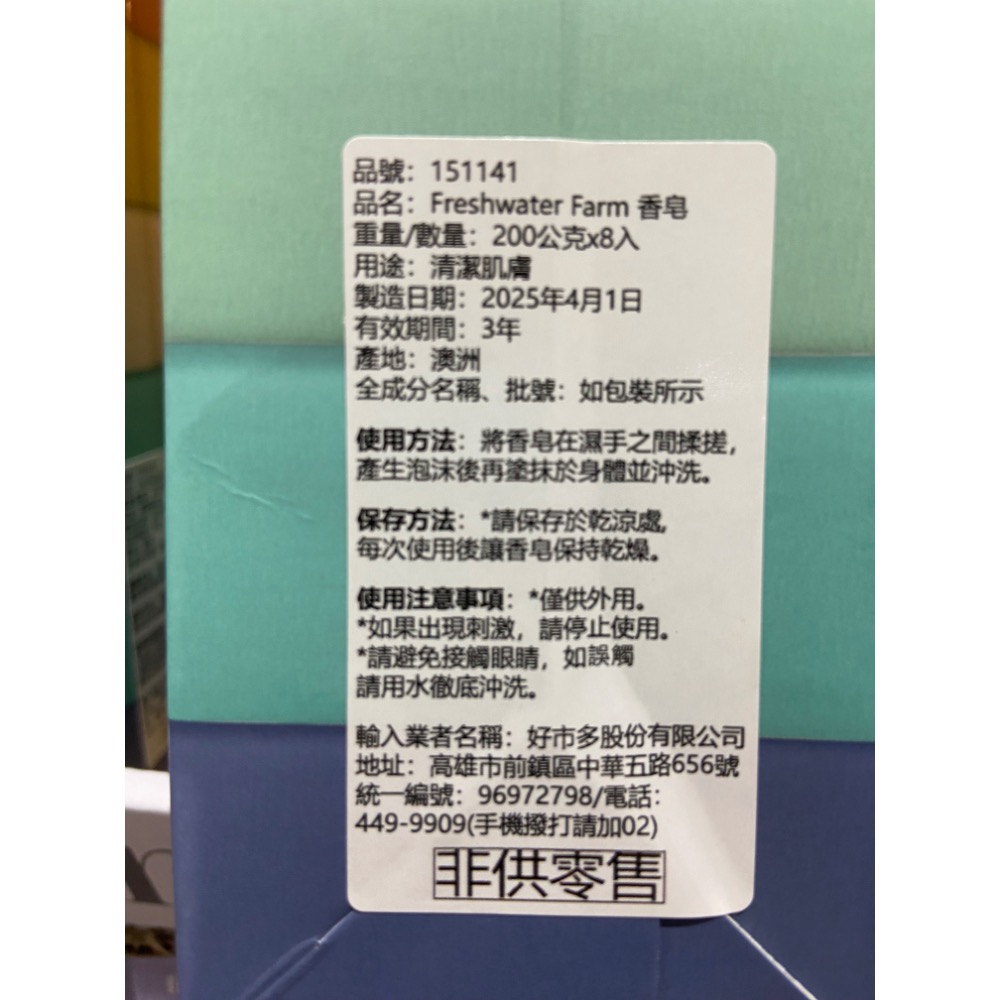 品號：151141
品名：Freshwater Farm 香皂
重量/數量：200公克x8入
用途：清潔肌膚
製造日期：2025年4月1日
有效期間：3年
產地：澳洲
全成分名稱、批號：如包裝所示
使用方法：將香皂在濕手之間揉搓，
產生泡沫後再塗抹於身體並沖洗。
保存方法：*請保存於乾涼處,
每次使用後讓香皂保持乾燥。
使用注意事項：*僅供外用。
*如果出現刺激，請停止使用。
*請避免接觸眼睛，如誤觸
請用水徹底沖洗。
輸入業者名稱：好市多股份有限公司
地址：高雄市前鎮區中華五路656號
統一編號：96972798/電話：
449-9909(手機撥打請加02)
非供零售